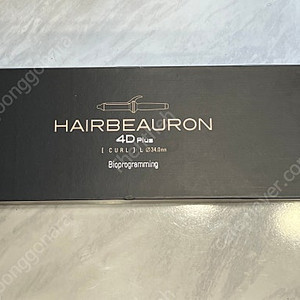 HAIRBEAURON
4D Plus
[ CURL ] L Ø34.0mm
Bioprogramming